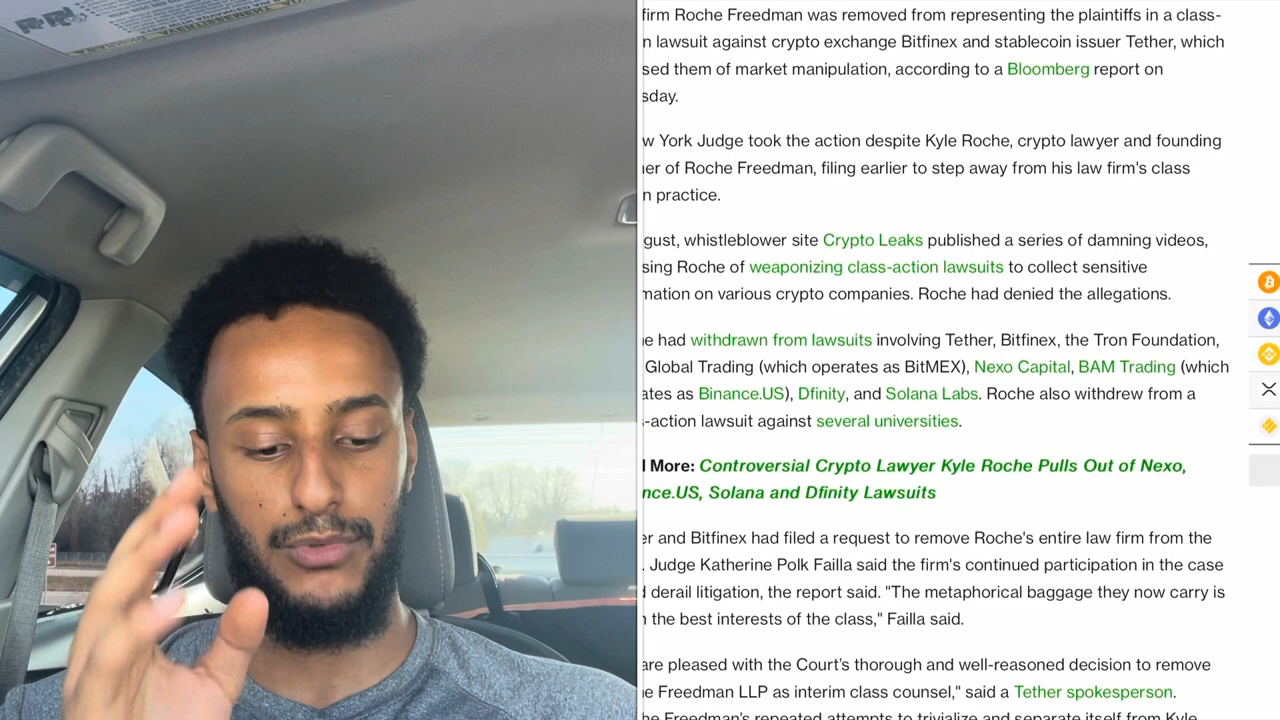 firm Roche Freedman was removed from representing the plaintiffs in a class-
n lawsuit against crypto exchange Bitfinex and stablecoin issuer Tether, which
sed them of market manipulation, according to a Bloomberg report on
sday.
w York Judge took the action despite Kyle Roche, crypto lawyer and founding
er of Roche Freedman, filing earlier to step away from his law firm's class
n practice.
gust, whistleblower site Crypto Leaks published a series of damning videos,
sing Roche of weaponizing class-action lawsuits to collect sensitive
mation on various crypto companies. Roche had denied the allegations.
e had withdrawn from lawsuits involving Tether, Bitfinex, the Tron Foundation,
Global Trading (which operates as BitMEX), Nexo Capital, BAM Trading (which
ates as Binance.US), Dfinity, and Solana Labs. Roche also withdrew from a
-action lawsuit against several universities.
l More: Controversial Crypto Lawyer Kyle Roche Pulls Out of Nexo,
nce.US, Solana and Dfinity Lawsuits
er and Bitfinex had filed a request to remove Roche's entire law firm from the
. Judge Katherine Polk Failla said the firm's continued participation in the case
d derail litigation, the report said. "The metaphorical baggage they now carry is
n the best interests of the class," Failla said.
are pleased with the Court's thorough and well-reasoned decision to remove
e Freedman LLP as interim class counsel," said a Tether spokesperson.
he Freedman's repeated attempts to trivialize and separate itself from Kyle